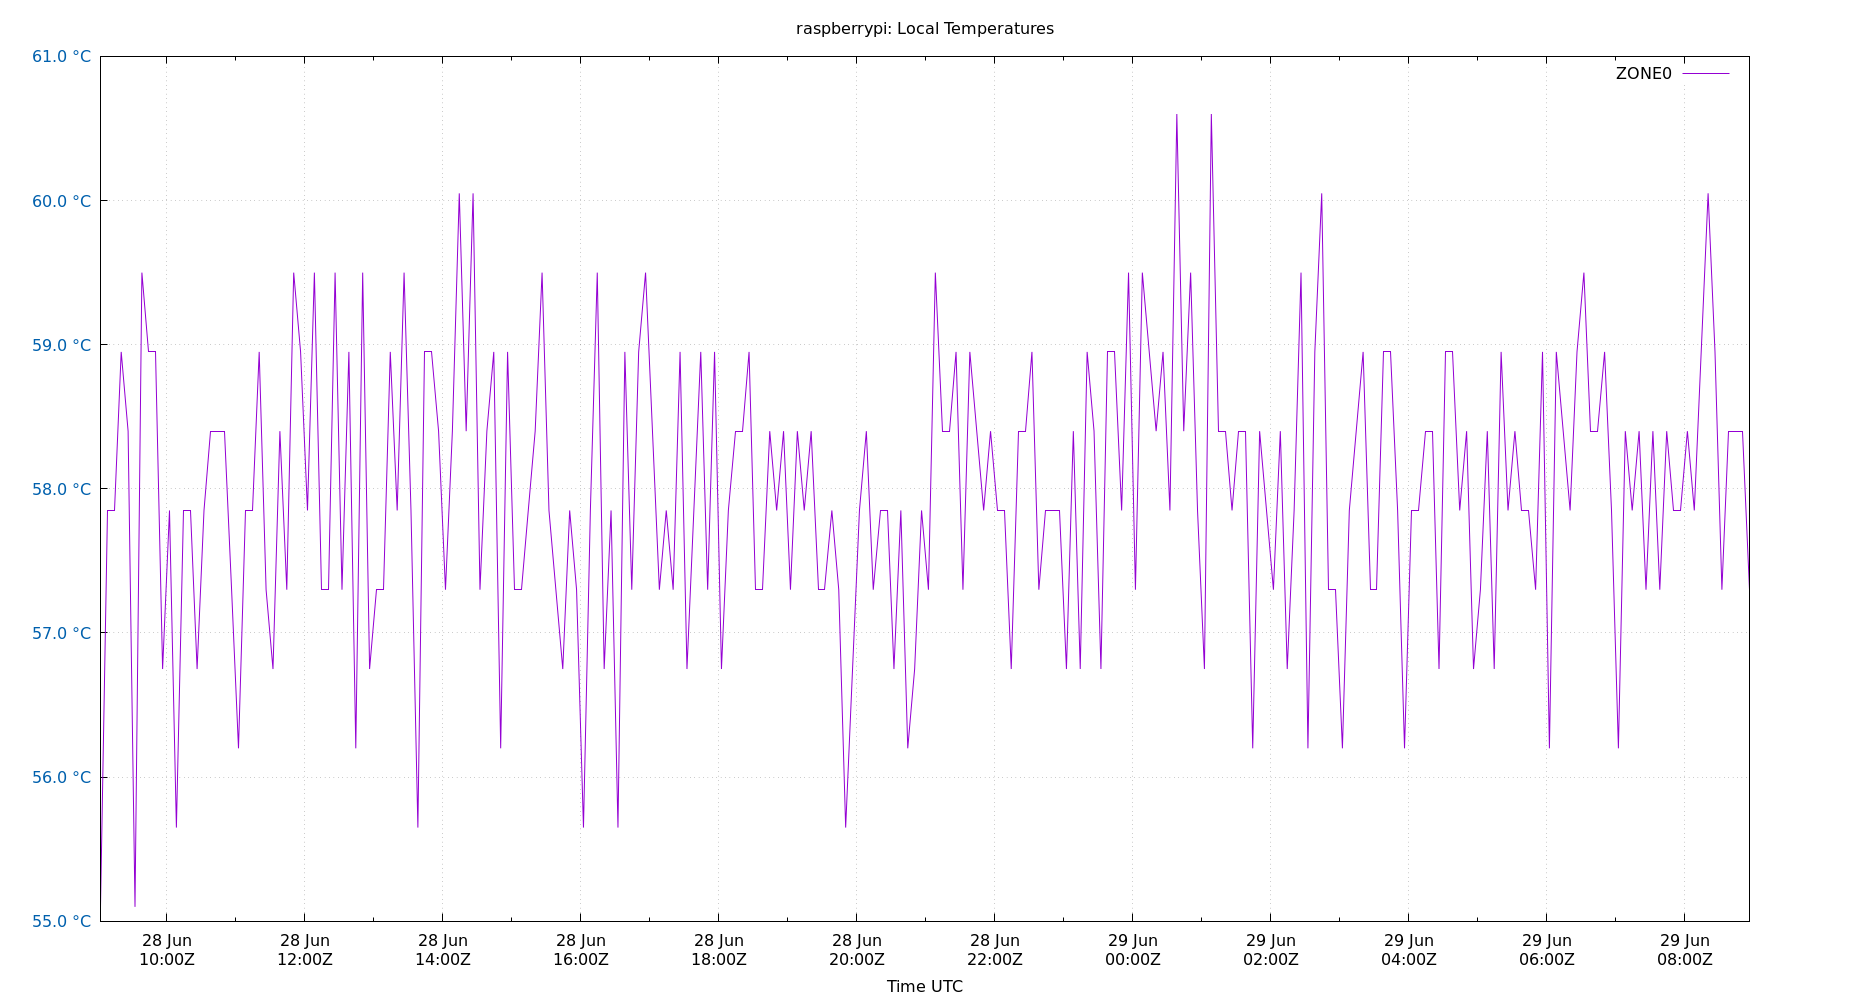 raspberrypi: Local Temperatures
61.0 °C
ZONE0
60.0 °C
59.0 °C
58.0 °C
57.0 °C
56.0 °C
55.0 °C
28 Jun 28 Jun 28 Jun 28 Jun 28 Jun 28 Jun 28 Jun 29 Jun 29 Jun 29 Jun 29 Jun 29 Jun
10:00Z 12:00Z 14:00Z 16:00Z 18:00Z 20:00Z 22:00Z 00:00Z 02:00Z 04:00Z 06:00Z 08:00Z
Time UTC